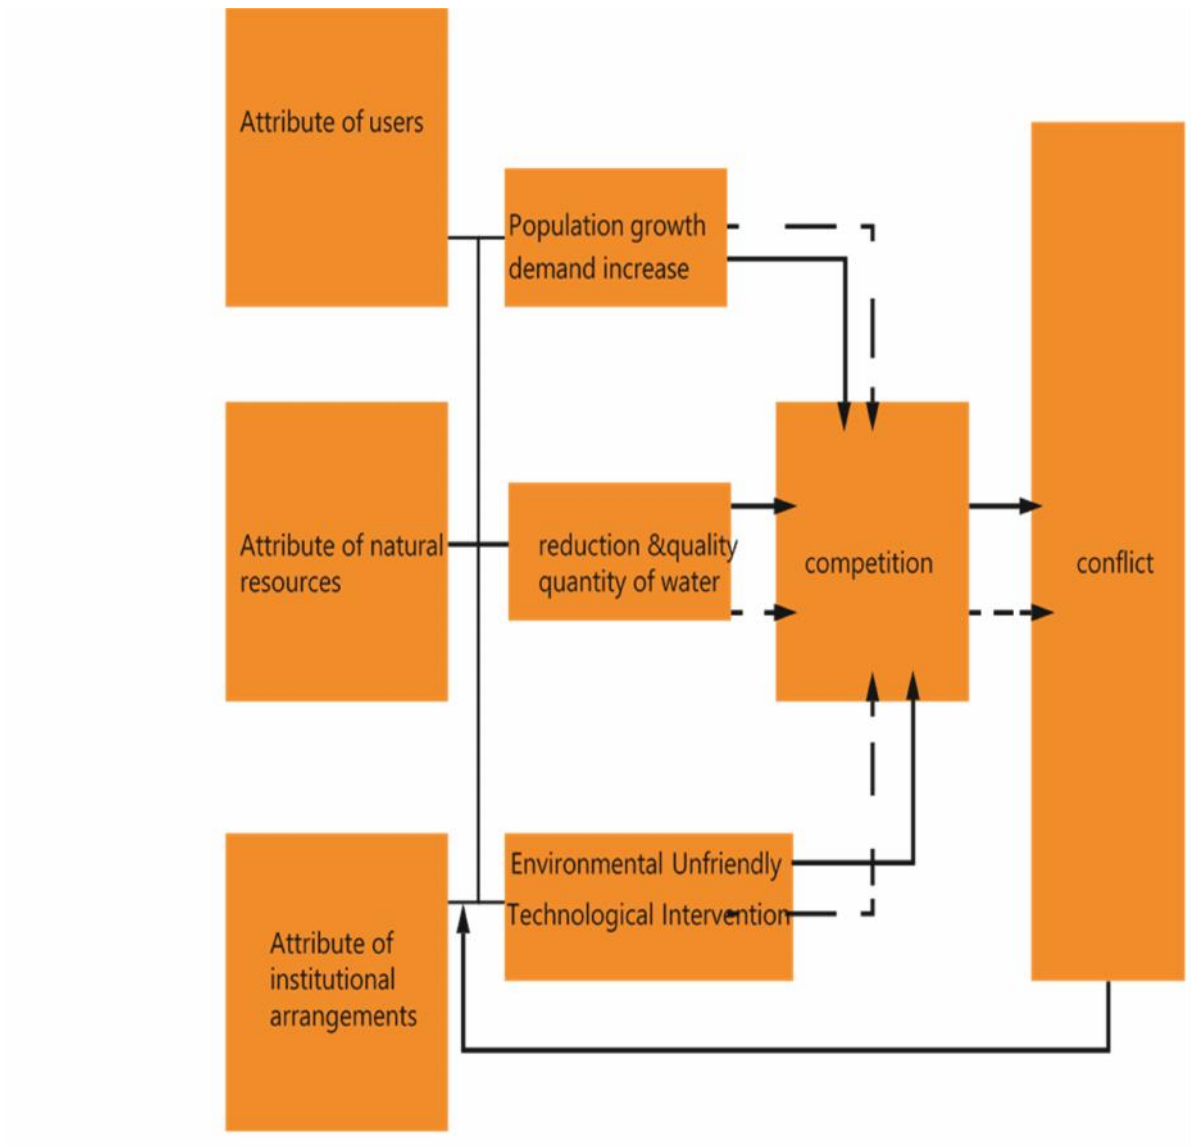 Attribute of users
Population growth
demand increase
Attribute of natural
resources
reduction &quality
quantity of water
competition
conflict
Environmental Unfriendly
Technological Intervention
Attribute of
institutional
arrangements